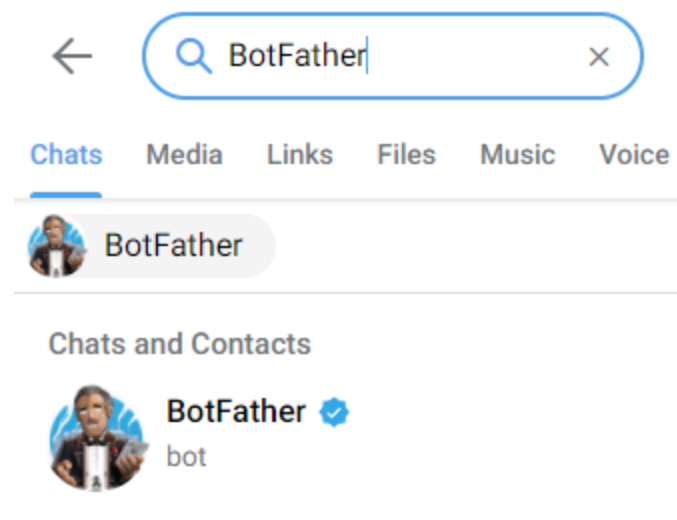 BotFather
Chats Media Links Files Music Voice
BotFather
Chats and Contacts
BotFather
bot